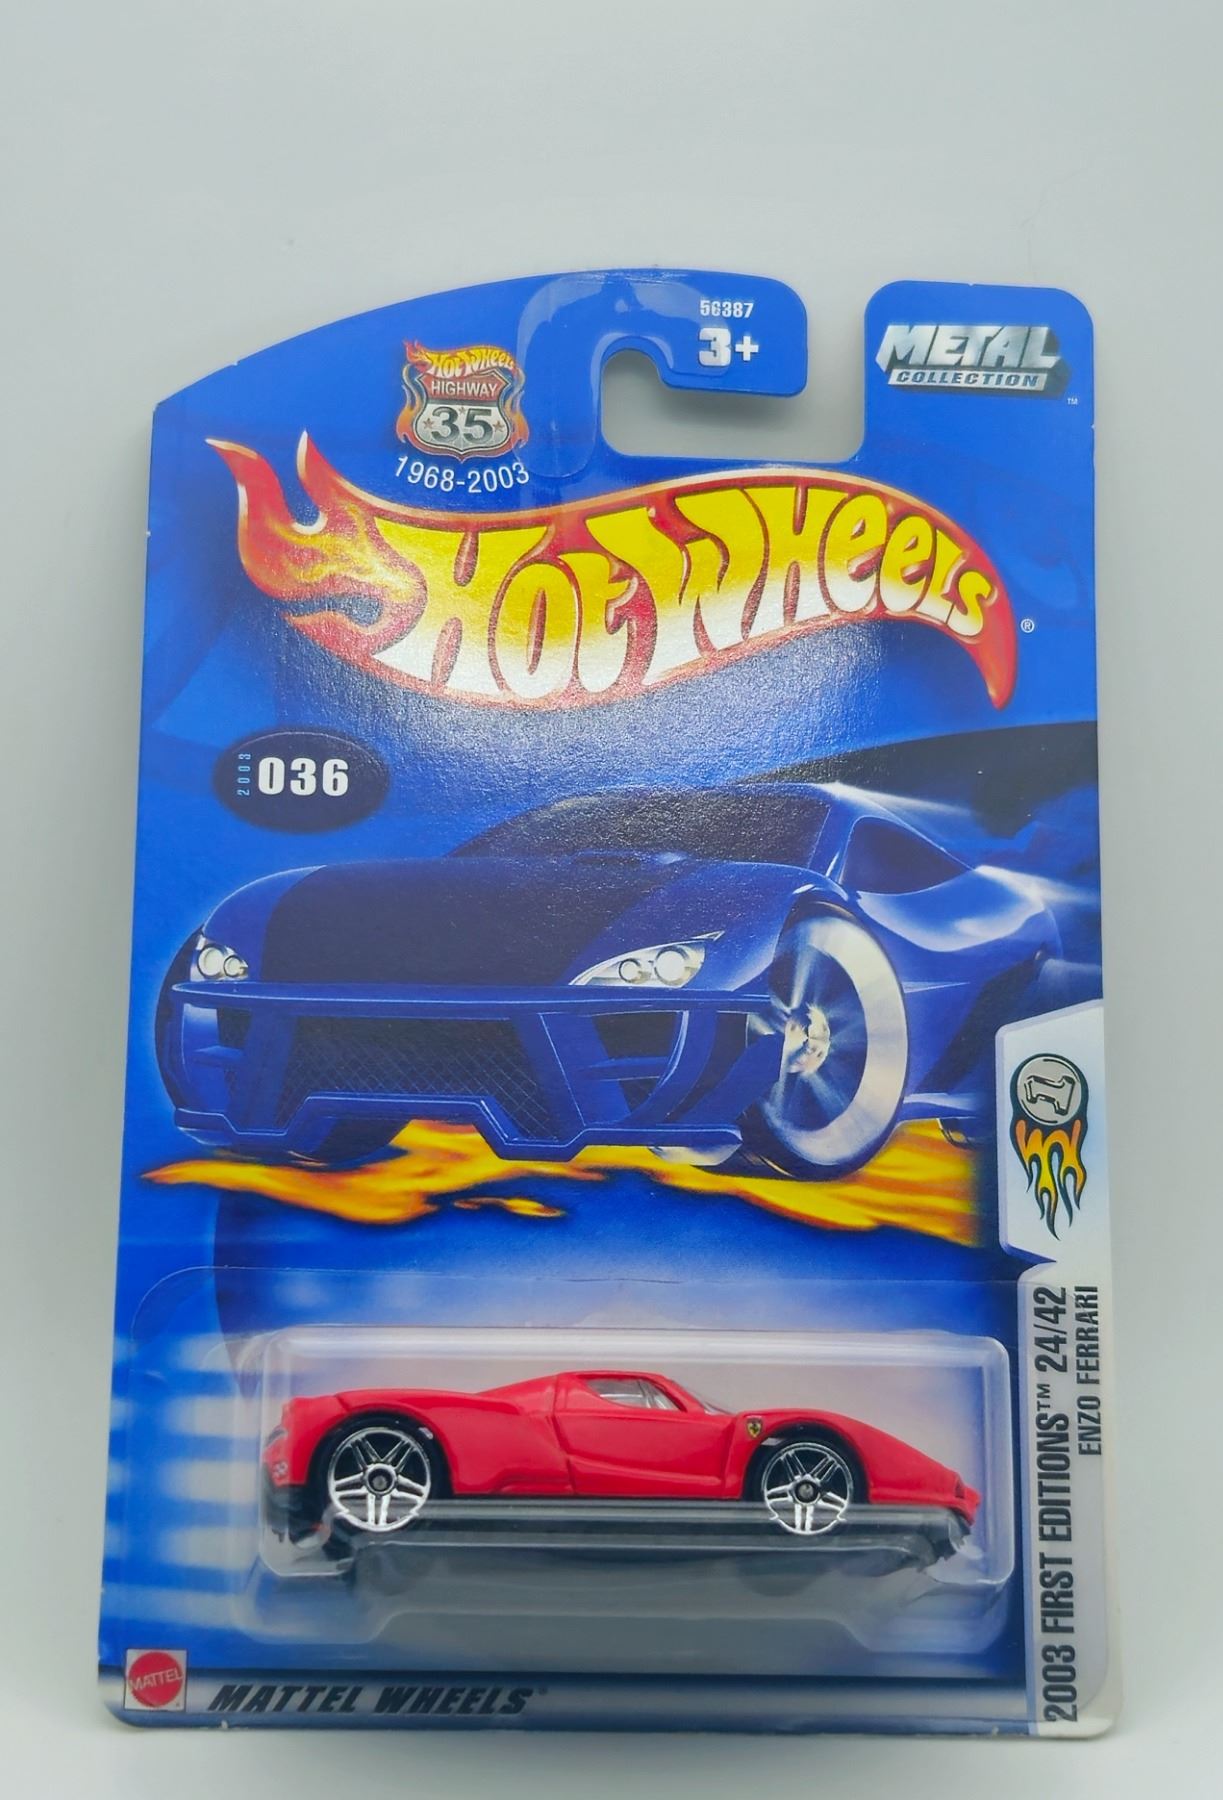 56387
3+
METAL
COLLECTION
TM
HOT WHEELS
HIGHWAY
35
1968-2003
HOT WHEELS®
2003
036
2003 FIRST EDITIONS™ 24/42
ENZO FERRARI
MATTEL
MATTEL WHEELS